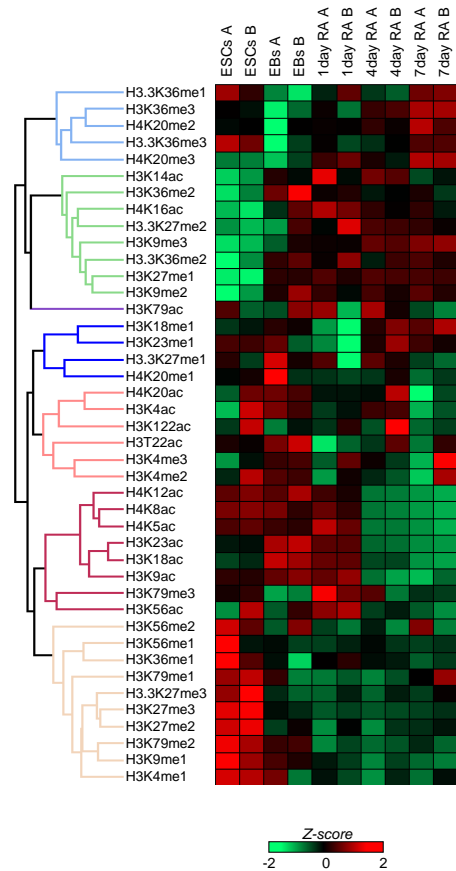 ESCs A
ESCs B
EBs A
EBs B
1day RA A
1day RA B
4day RA A
4day RA B
7day RA A
7day RA B
H3.3K36me1
H3K36me3
H4K20me2
H3.3K36me3
H4K20me3
H3K14ac
H3K36me2
H4K16ac
H3.3K27me2
H3K9me3
H3.3K36me2
H3K27me1
H3K9me2
H3K79ac
H3K18me1
H3K23me1
H3.3K27me1
H4K20me1
H4K20ac
H3K4ac
H3K122ac
H3T22ac
H3K4me3
H3K4me2
H4K12ac
H4K8ac
H4K5ac
H3K23ac
H3K18ac
H3K9ac
H3K79me3
H3K56ac
H3K56me2
H3K56me1
H3K36me1
H3K79me1
H3.3K27me3
H3K27me3
H3K27me2
H3K79me2
H3K9me1
H3K4me1
Z-score
-2 0 2